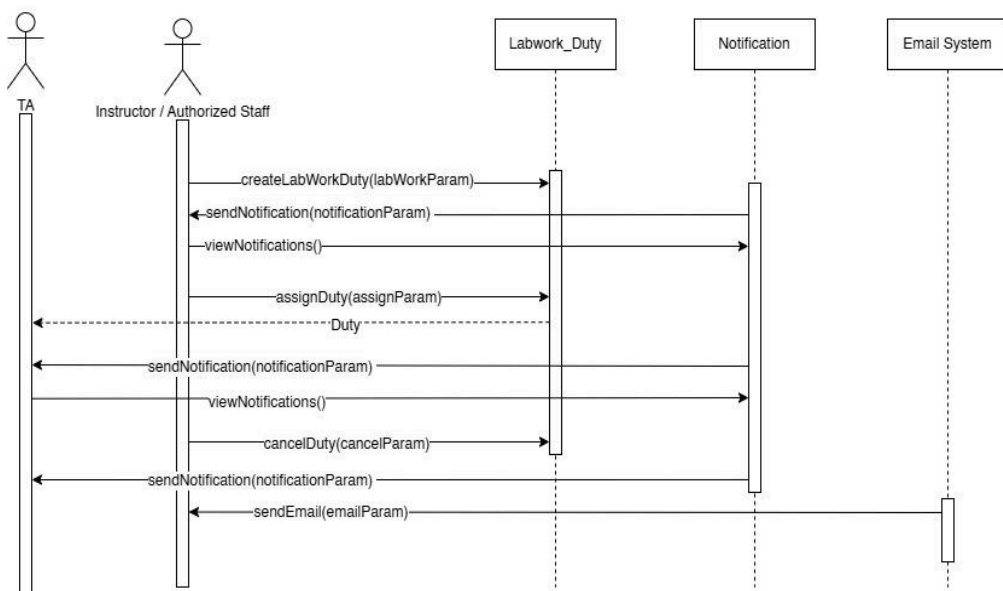 Labwork_Duty
Notification
Email System
TA
Instructor / Authorized Staff
createLabWorkDuty(labWorkParam)
sendNotification(notificationParam)
viewNotifications()
assignDuty(assignParam)
Duty
sendNotification(notificationParam)
viewNotifications()
cancelDuty(cancelParam)
sendNotification(notificationParam)
sendEmail(emailParam)